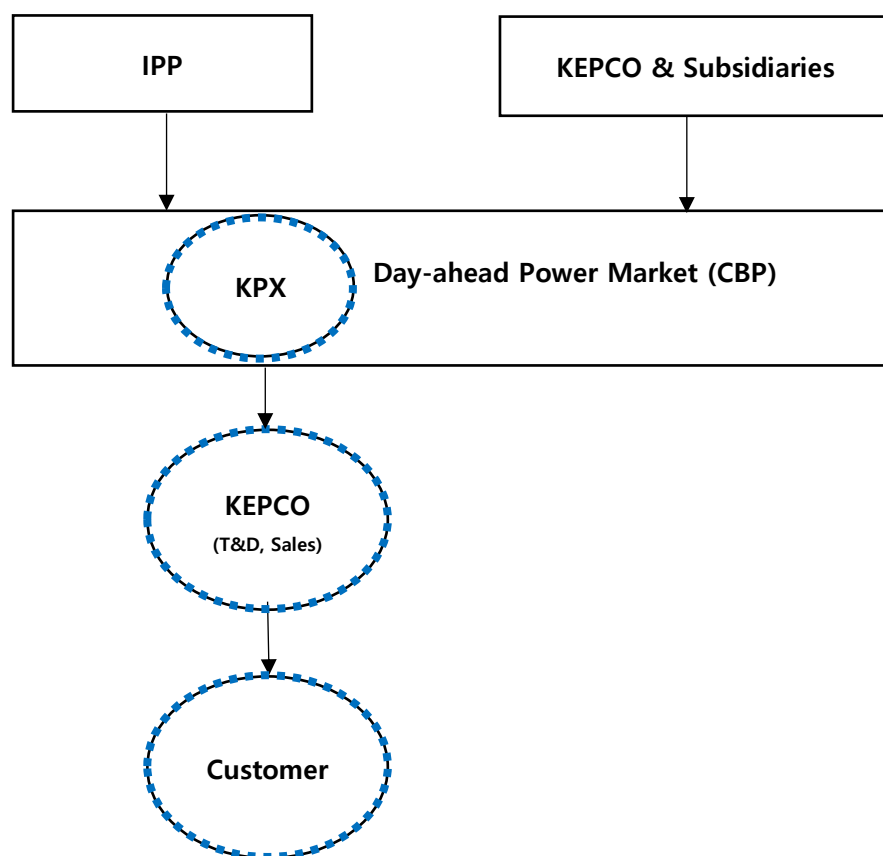 IPP
KEPCO & Subsidiaries
KPX
Day-ahead Power Market (CBP)
KEPCO
(T&D, Sales)
Customer